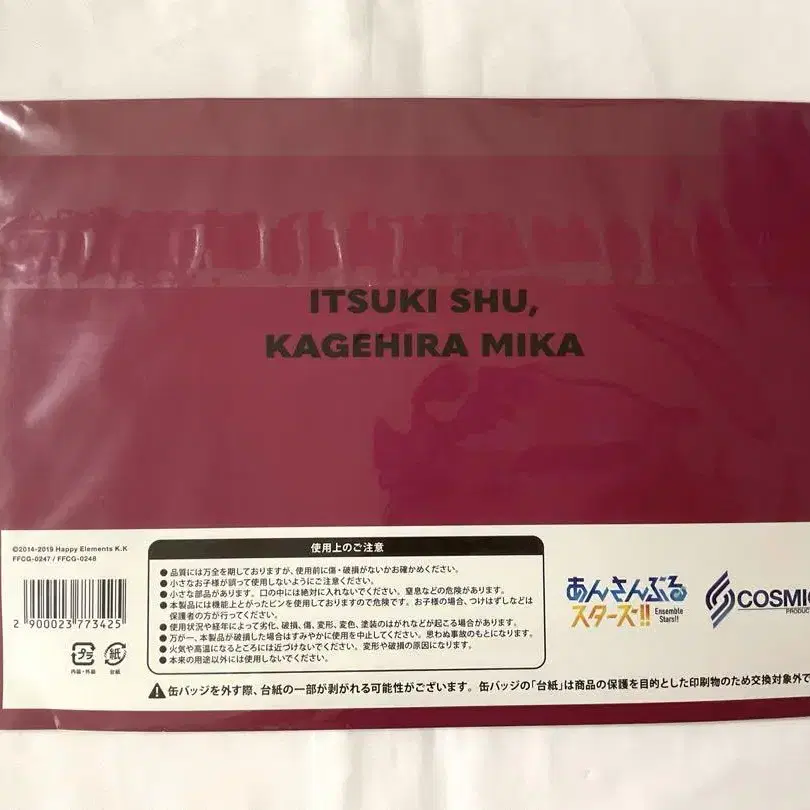 ITSUKI SHU,
KAGEHIRA MIKA
©2014-2019 Happy Elements K.K
FFCG-0247 / FFCG-0248
2 900023 773425
プラ
内袋・外袋
紙
台紙
使用上のご注意
● 品質には万全を期しておりますが、使用前に傷・破損がないかお確かめください。
● 小さなお子様が誤って使用しないようにご注意ください。
● 小さな部品があります。口の中には絶対に入れないでください、窒息などの危険があります。
● 本製品には機能上とがったピンを使用しておりますので危険です。お子様の場合、つけはずしなどは
保護者の方が行ってください。
● 使用状況や経年によって劣化、破損、傷、変形、変色、塗装のはがれなどが起こる場合があります。
● 万が一、本製品が破損した場合はすみやかに使用を中止してください。思わぬ事故のもとになります。
● 火気や高温になるところには近づけないでください、変形や破損の原因になります。
● 本来の用途以外には使用しないでください。
あんさんぶる
スターズ!!
Ensemble
Stars!!
COSMIC
PRODUC
缶バッジを外す際、台紙の一部が剥がれる可能性がございます。缶バッジの「台紙」は商品の保護を目的とした印刷物のため交換対象外で